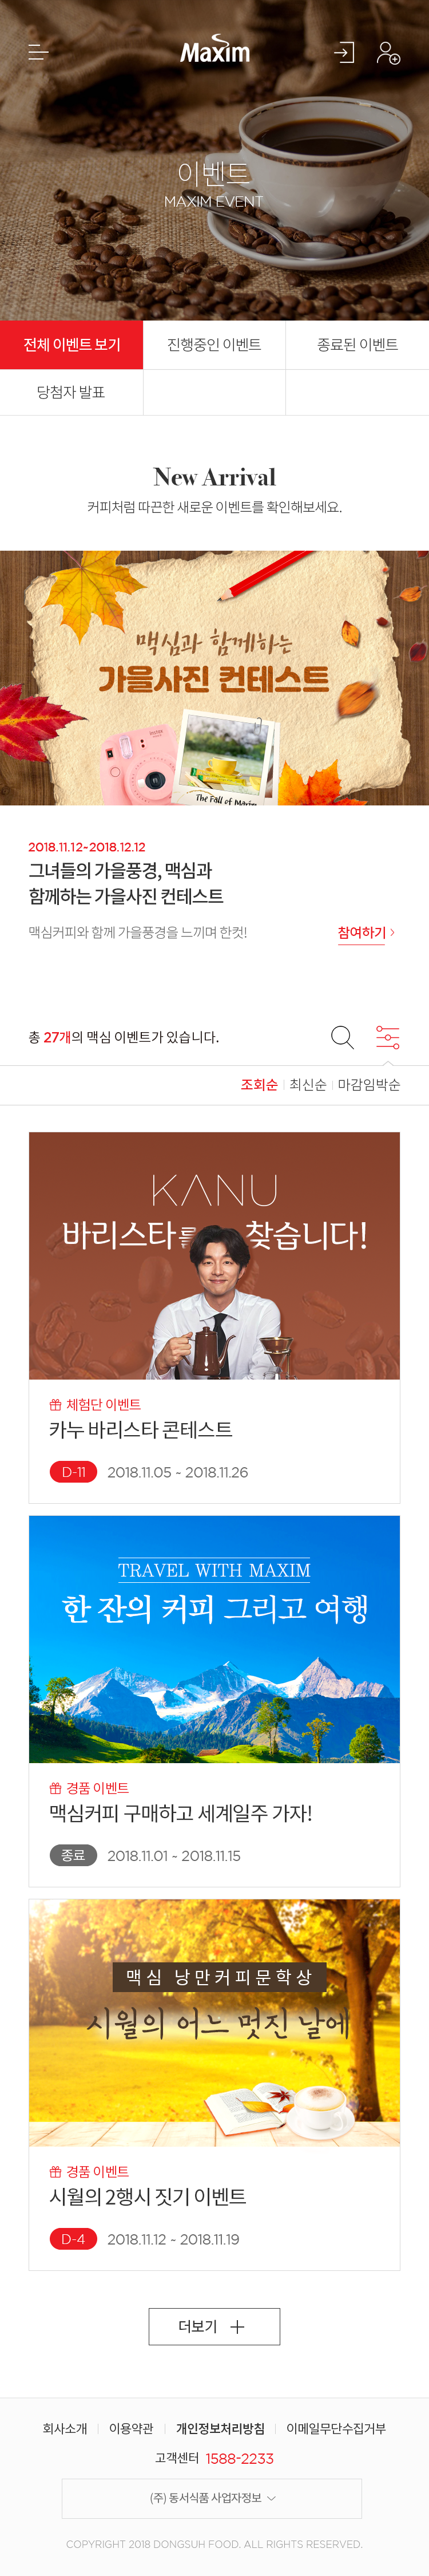 Maxim
이벤트
MAXIM EVENT
전체 이벤트 보기
진행중인 이벤트
종료된 이벤트
당첨자 발표
New Arrival
커피처럼 따끈한 새로운 이벤트를 확인해보세요.
맥심과 함께하는
가을사진 컨테스트
The Fall of Maxim
2018.11.12~2018.12.12
그녀들의 가을풍경, 맥심과
함께하는 가을사진 컨테스트
맥심커피와 함께 가을풍경을 느끼며 한컷!
참여하기
총 27개의 맥심 이벤트가 있습니다.
조회순 | 최신순 | 마감임박순
KANU
바리스타를 찾습니다!
체험단 이벤트
카누 바리스타 콘테스트
D-11 2018.11.05 ~ 2018.11.26
TRAVEL WITH MAXIM
한 잔의 커피 그리고 여행
경품 이벤트
맥심커피 구매하고 세계일주 가자!
종료 2018.11.01 ~ 2018.11.15
맥심 낭만커피문학상
시월의 어느 멋진 날에
경품 이벤트
시월의 2행시 짓기 이벤트
D-4 2018.11.12 ~ 2018.11.19
더보기
회사소개 | 이용약관 | 개인정보처리방침 | 이메일무단수집거부
고객센터 1588-2233
(주) 동서식품 사업자정보
COPYRIGHT 2018 DONGSUH FOOD. ALL RIGHTS RESERVED.